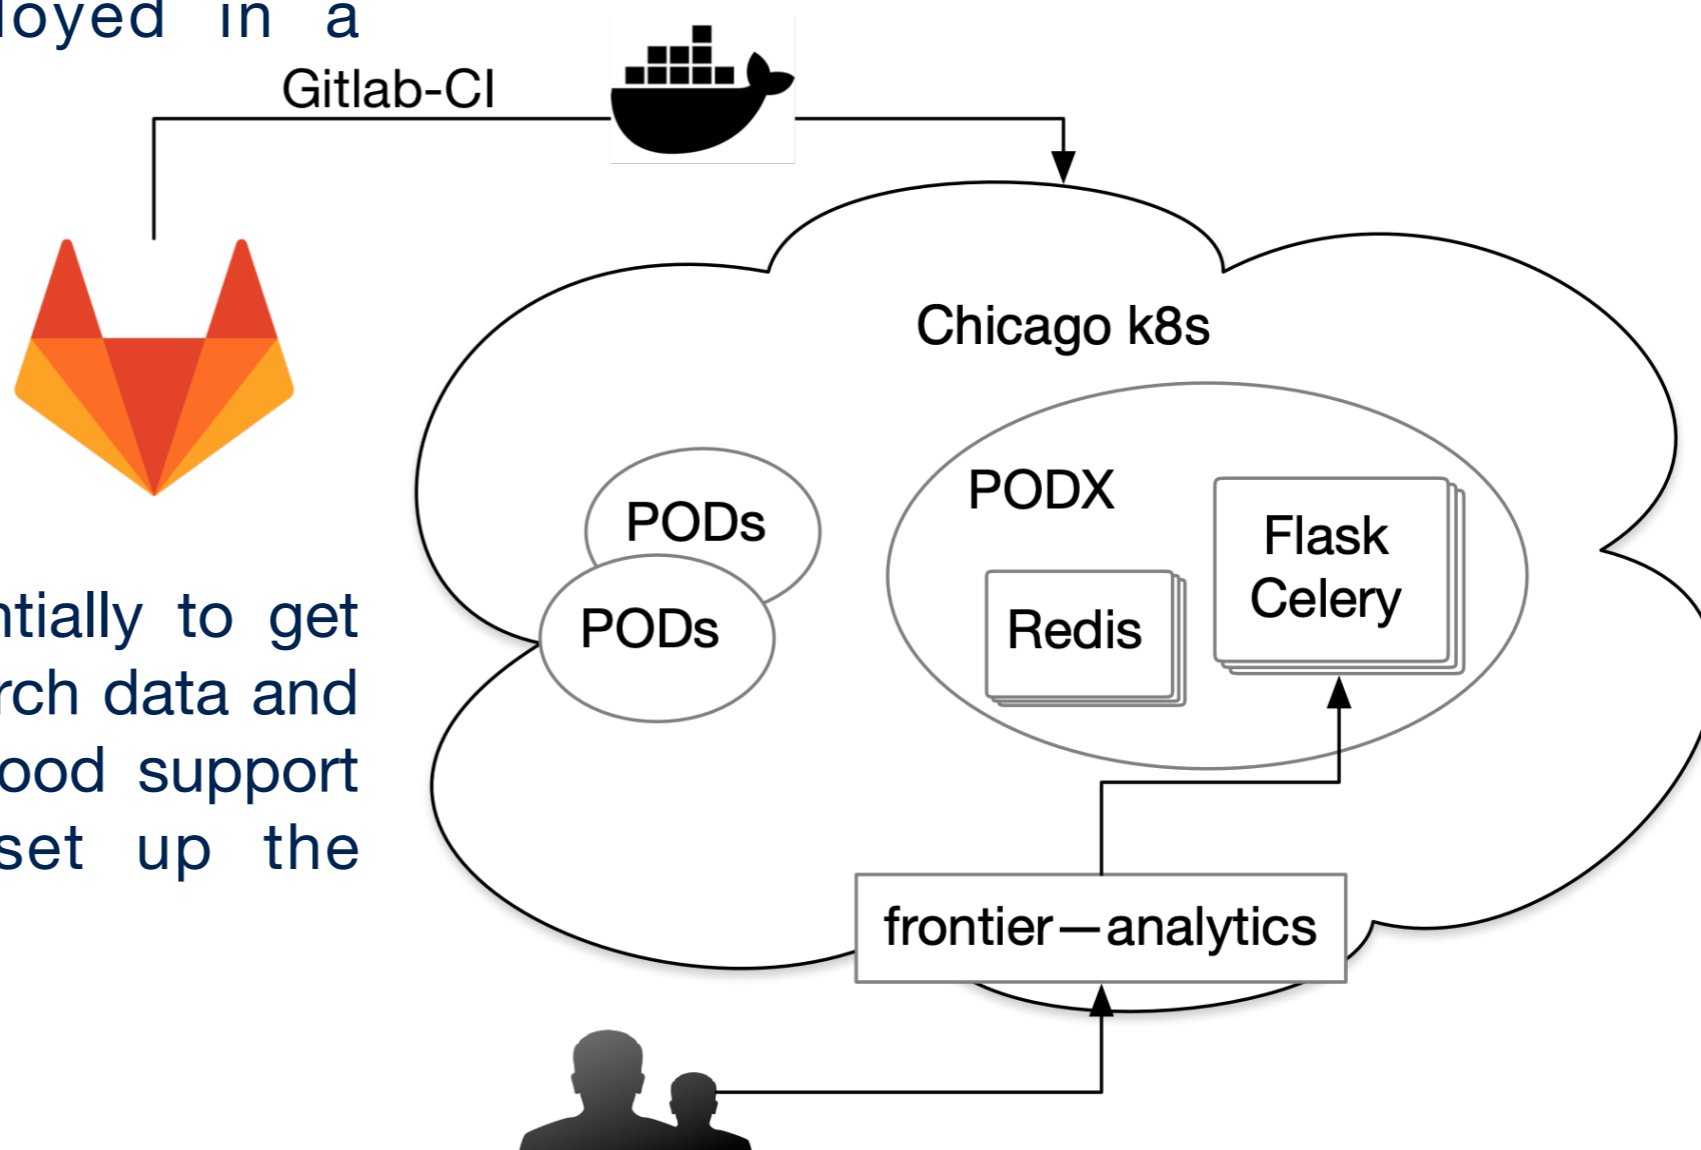 loyed in a
Gitlab-CI
Chicago k8s
PODX
PODs
Flask
Celery
Redis
PODs
ntially to get
rch data and
ood support
set up the
frontier—analytics